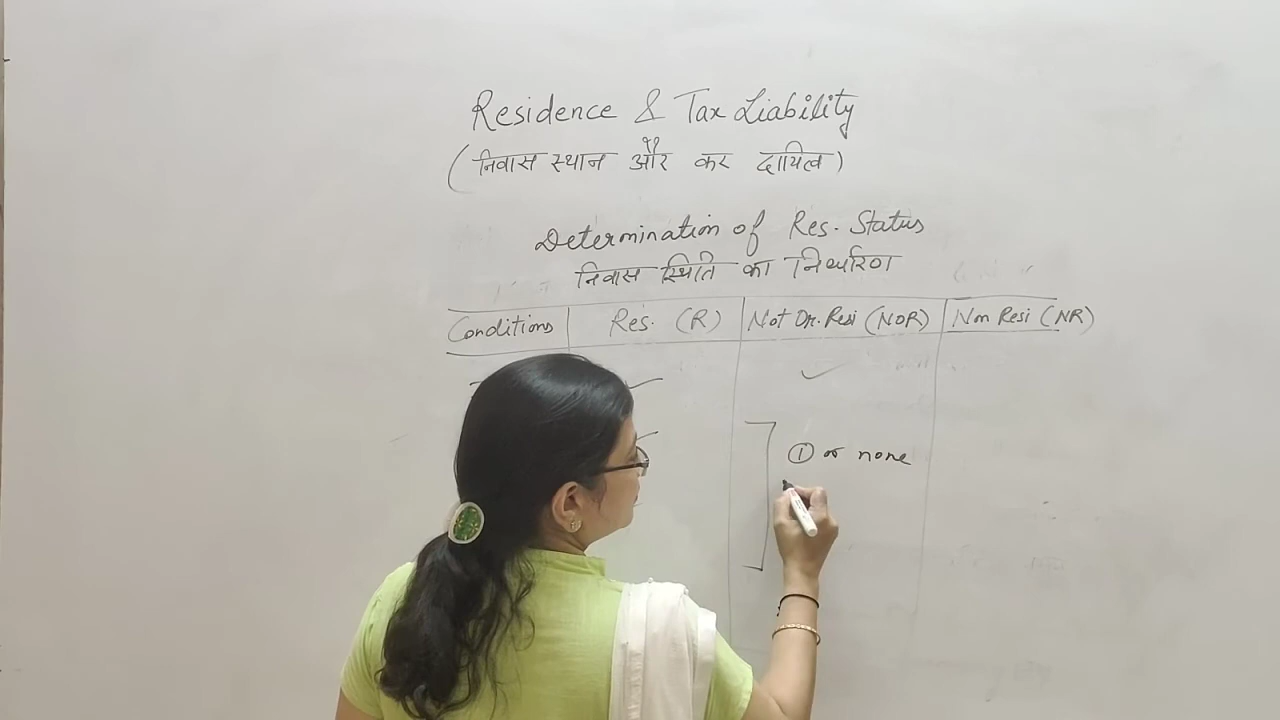 Residence & Tax Liability
(निवास स्थान और कर दायित्व)
Determination of Res. Status
निवास स्थिति का निर्धारण
Conditions Res. (R) Not Or. Resi (NOR) Non Resi (NR)
✓ ✓
✓
① or none